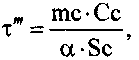 τ''' = mc · Cc / α · Sc,